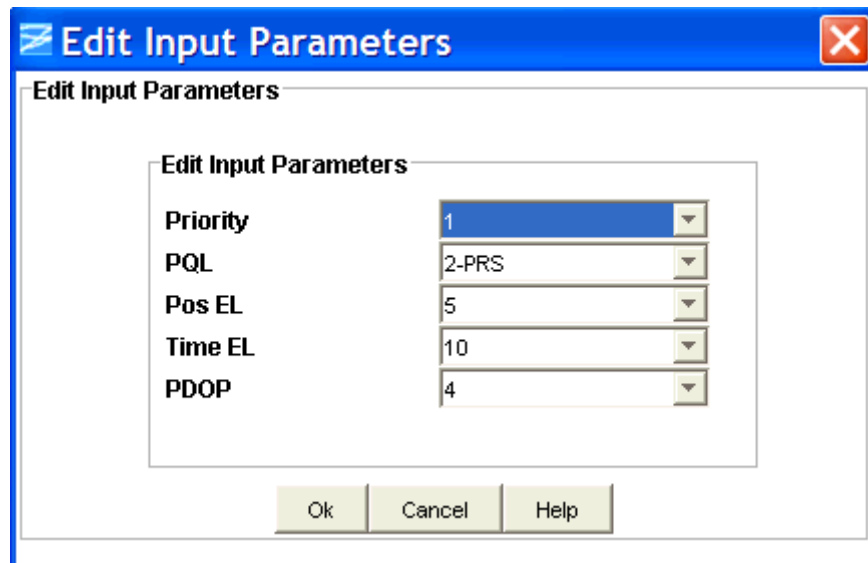 Edit Input Parameters
Edit Input Parameters
Edit Input Parameters
Priority 1
PQL 2-PRS
Pos EL 5
Time EL 10
PDOP 4
Ok Cancel Help